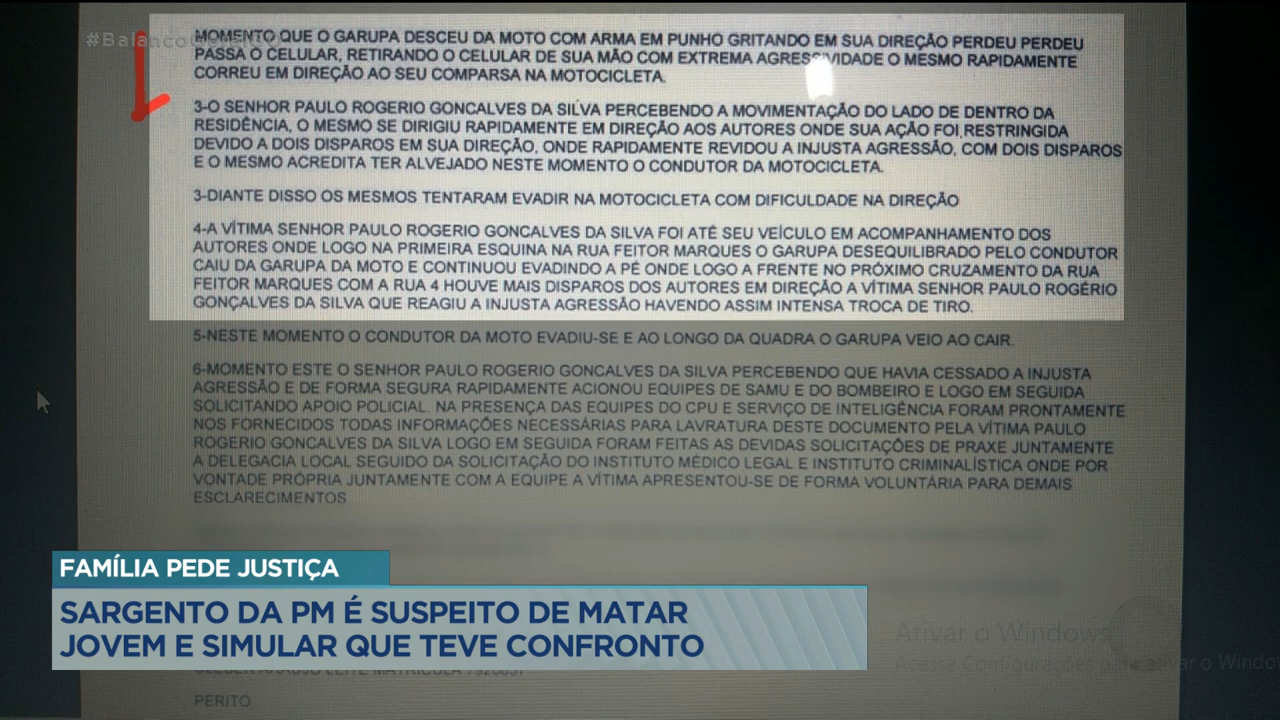 #Balanço
MOMENTO QUE O GARUPA DESCEU DA MOTO COM ARMA EM PUNHO GRITANDO EM SUA DIREÇÃO PERDEU PERDEU
PASSA O CELULAR, RETIRANDO O CELULAR DE SUA MÃO COM EXTREMA AGRESSIVIDADE O MESMO RAPIDAMENTE
CORREU EM DIREÇÃO AO SEU COMPARSA NA MOTOCICLETA.
3-O SENHOR PAULO ROGERIO GONCALVES DA SILVA PERCEBENDO A MOVIMENTAÇÃO DO LADO DE DENTRO DA
RESIDÊNCIA, O MESMO SE DIRIGIU RAPIDAMENTE EM DIREÇÃO AOS AUTORES ONDE SUA AÇÃO FOI RESTRINGIDA
DEVIDO A DOIS DISPAROS EM SUA DIREÇÃO, ONDE RAPIDAMENTE REVIDOU A INJUSTA AGRESSÃO, COM DOIS DISPAROS
E O MESMO ACREDITA TER ALVEJADO NESTE MOMENTO O CONDUTOR DA MOTOCICLETA.
3-DIANTE DISSO OS MESMOS TENTARAM EVADIR NA MOTOCICLETA COM DIFICULDADE NA DIREÇÃO
4-A VÍTIMA SENHOR PAULO ROGERIO GONCALVES DA SILVA FOI ATÉ SEU VEÍCULO EM ACOMPANHAMENTO DOS
AUTORES ONDE LOGO NA PRIMEIRA ESQUINA NA RUA FEITOR MARQUES O GARUPA DESEQUILIBRADO PELO CONDUTOR
CAIU DA GARUPA DA MOTO E CONTINUOU EVADINDO A PÉ ONDE LOGO A FRENTE NO PRÓXIMO CRUZAMENTO DA RUA
FEITOR MARQUES COM A RUA 4 HOUVE MAIS DISPAROS DOS AUTORES EM DIREÇÃO A VÍTIMA SENHOR PAULO ROGÉRIO
GONÇALVES DA SILVA QUE REAGIU A INJUSTA AGRESSÃO HAVENDO ASSIM INTENSA TROCA DE TIRO.
5-NESTE MOMENTO O CONDUTOR DA MOTO EVADIU-SE E AO LONGO DA QUADRA O GARUPA VEIO AO CAIR.
6-MOMENTO ESTE O SENHOR PAULO ROGERIO GONCALVES DA SILVA PERCEBENDO QUE HAVIA CESSADO A INJUSTA
AGRESSÃO E DE FORMA SEGURA RAPIDAMENTE ACIONOU EQUIPES DE SAMU E DO BOMBEIRO E LOGO EM SEGUIDA
SOLICITANDO APOIO POLICIAL. NA PRESENÇA DAS EQUIPES DO CPU E SERVIÇO DE INTELIGÊNCIA FORAM PRONTAMENTE
NOS FORNECIDOS TODAS INFORMAÇÕES NECESSÁRIAS PARA LAVRATURA DESTE DOCUMENTO PELA VÍTIMA PAULO
ROGERIO GONCALVES DA SILVA LOGO EM SEGUIDA FORAM FEITAS AS DEVIDAS SOLICITAÇÕES DE PRAXE JUNTAMENTE
A DELEGACIA LOCAL SEGUIDO DA SOLICITAÇÃO DO INSTITUTO MÉDICO LEGAL E INSTITUTO CRIMINALÍSTICA ONDE POR
VONTADE PRÓPRIA JUNTAMENTE COM A EQUIPE A VÍTIMA APRESENTOU-SE DE FORMA VOLUNTÁRIA PARA DEMAIS
ESCLARECIMENTOS
FAMÍLIA PEDE JUSTIÇA
SARGENTO DA PM É SUSPEITO DE MATAR
JOVEM E SIMULAR QUE TEVE CONFRONTO
Ativar o Windows
Acesse Configurações para ativar o Windo
PERITO